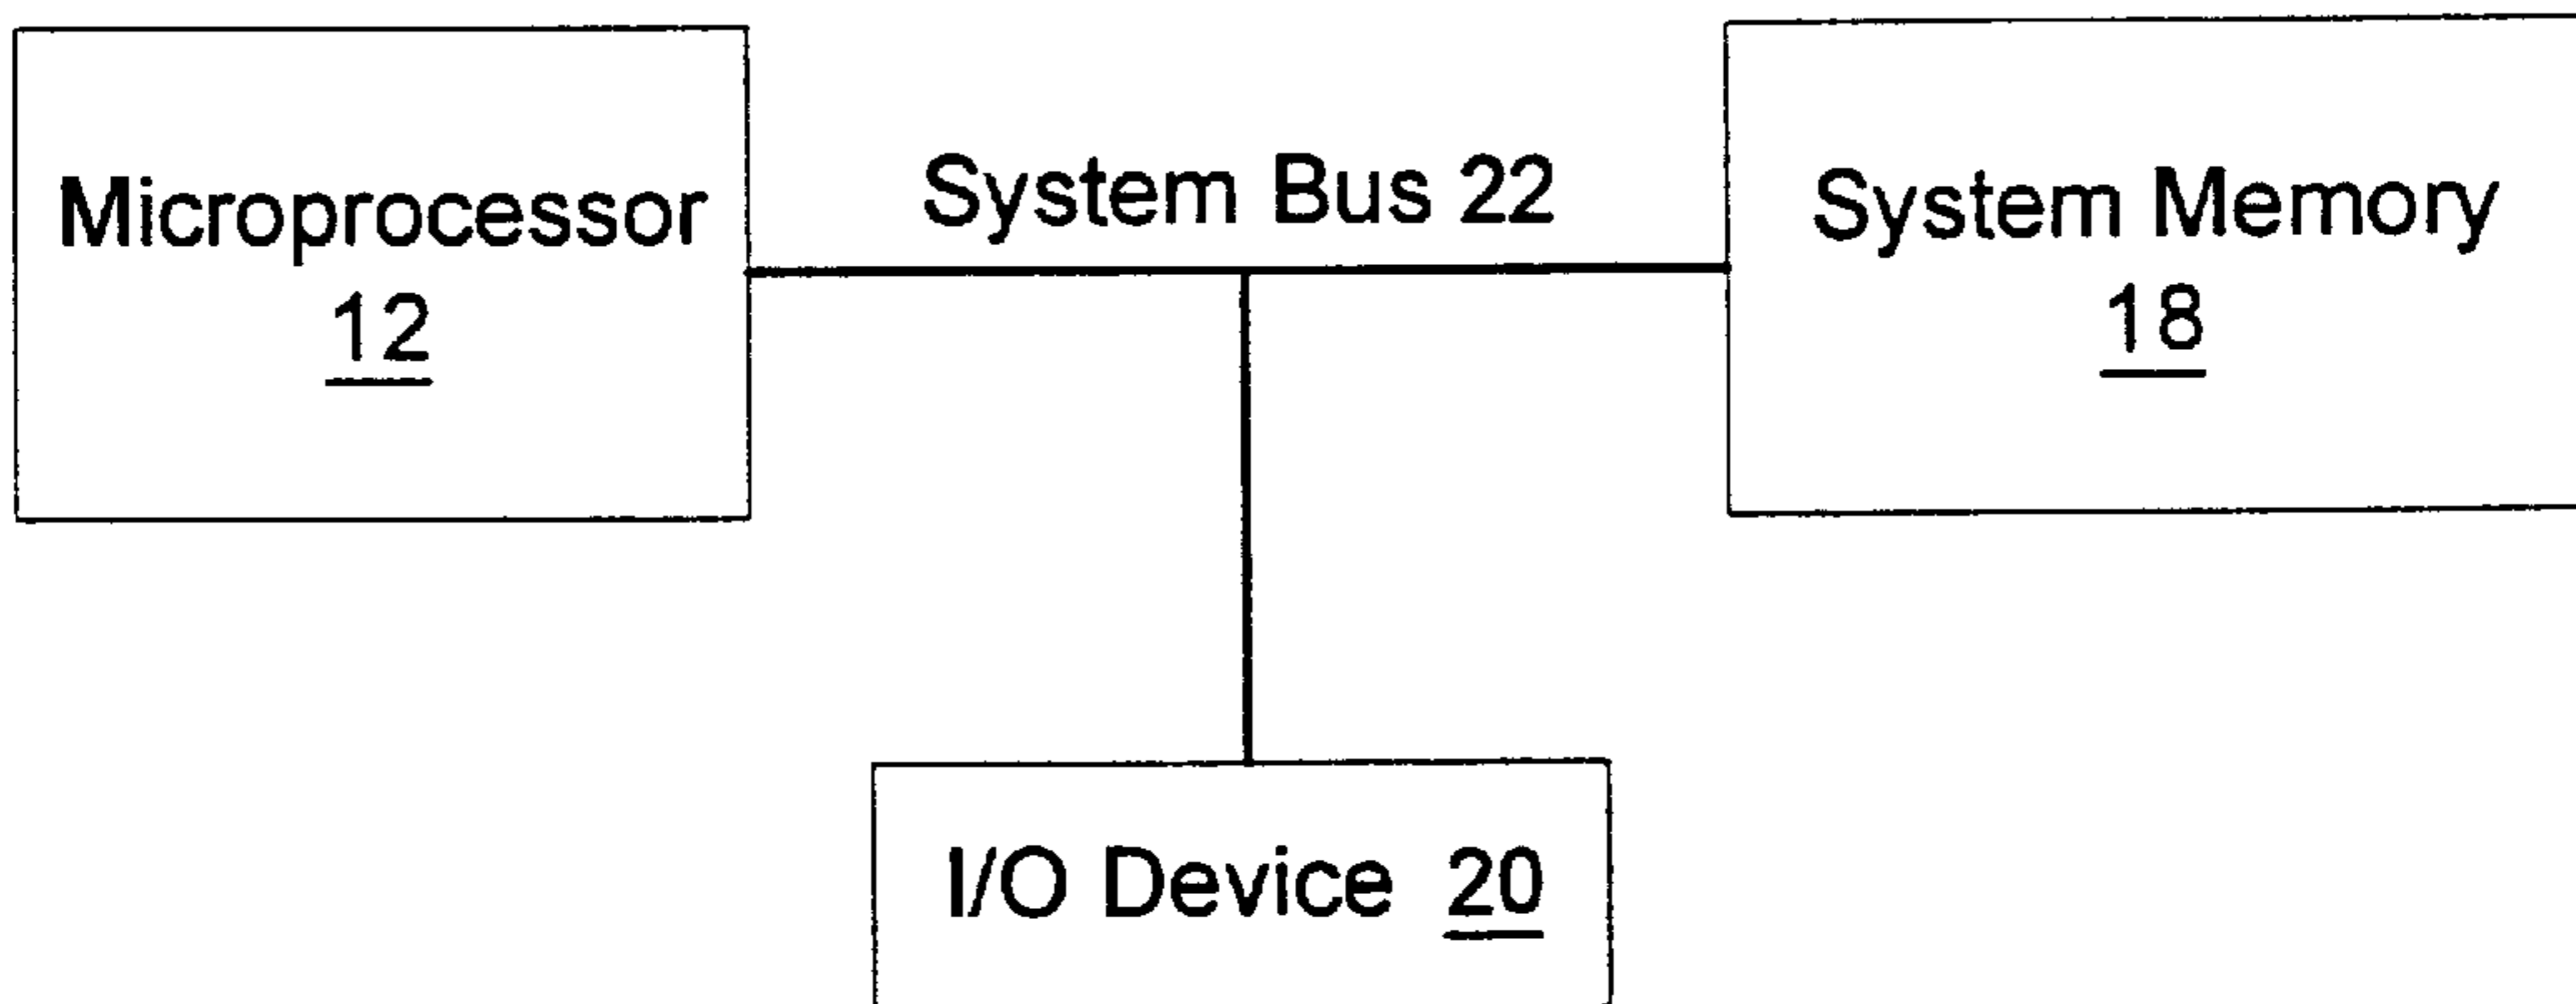 Microprocessor
12
System Bus 22
System Memory
18
I/O Device 20